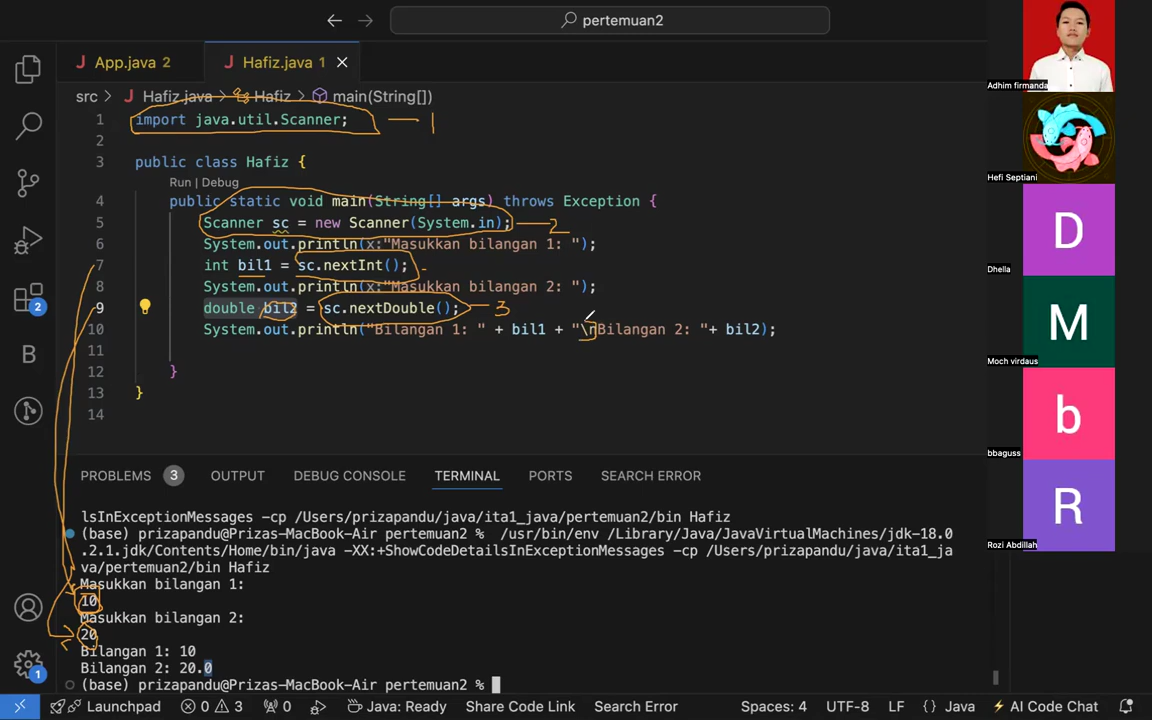 pertemuan2
J App.java 2
J Hafiz.java 1
src > J Hafiz.java > Hafiz > main(String[])
1 import java.util.Scanner; — 1
2
3 public class Hafiz {
Run | Debug
4 public static void main(String[] args) throws Exception {
5 Scanner sc = new Scanner(System.in); — 2
6 System.out.println(x:"Masukkan bilangan 1: ");
7 int bil1 = sc.nextInt();
8 System.out.println(x:"Masukkan bilangan 2: ");
9 double bil2 = sc.nextDouble(); — 3
10 System.out.println("Bilangan 1: " + bil1 + "\nBilangan 2: "+ bil2);
11
12 }
13 }
14
2
B
1
PROBLEMS 3 OUTPUT DEBUG CONSOLE TERMINAL PORTS SEARCH ERROR
lsInExceptionMessages -cp /Users/prizapandu/java/ita1_java/pertemuan2/bin Hafiz
(base) prizapandu@Prizas-MacBook-Air pertemuan2 % /usr/bin/env /Library/Java/JavaVirtualMachines/jdk-18.0
.2.1.jdk/Contents/Home/bin/java -XX:+ShowCodeDetailsInExceptionMessages -cp /Users/prizapandu/java/ita1_ja
va/pertemuan2/bin Hafiz
Masukkan bilangan 1:
10
Masukkan bilangan 2:
20
Bilangan 1: 10
Bilangan 2: 20.0
(base) prizapandu@Prizas-MacBook-Air pertemuan2 %
Launchpad 0 3 0 Java: Ready Share Code Link Search Error Spaces: 4 UTF-8 LF { } Java AI Code Chat
Adhim firmanda
Hefi Septiani
D
Dhella
M
Moch virdaus
b
bbaguss
R
Rozi Abdillah